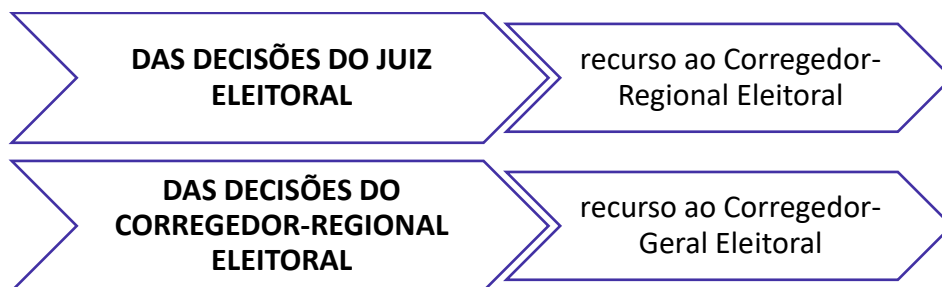 DAS DECISÕES DO JUIZ
ELEITORAL
recurso ao Corregedor-
Regional Eleitoral
DAS DECISÕES DO
CORREGEDOR-REGIONAL
ELEITORAL
recurso ao Corregedor-
Geral Eleitoral